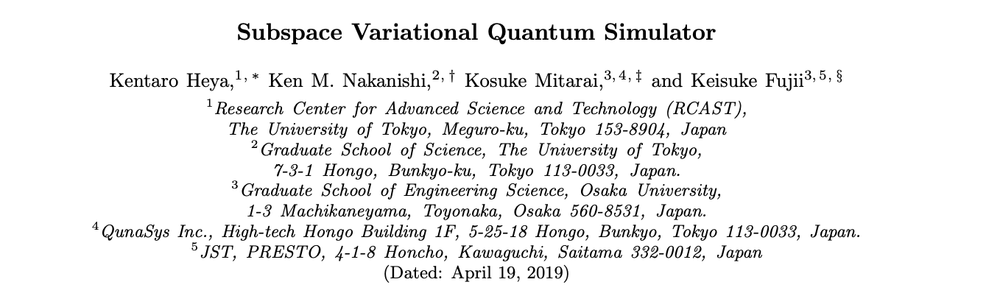 Subspace Variational Quantum Simulator
Kentaro Heya,1, * Ken M. Nakanishi,2, † Kosuke Mitarai,3, 4, ‡ and Keisuke Fujii3, 5, §
1Research Center for Advanced Science and Technology (RCAST),
The University of Tokyo, Meguro-ku, Tokyo 153-8904, Japan
2Graduate School of Science, The University of Tokyo,
7-3-1 Hongo, Bunkyo-ku, Tokyo 113-0033, Japan.
3Graduate School of Engineering Science, Osaka University,
1-3 Machikaneyama, Toyonaka, Osaka 560-8531, Japan.
4QunaSys Inc., High-tech Hongo Building 1F, 5-25-18 Hongo, Bunkyo, Tokyo 113-0033, Japan.
5JST, PRESTO, 4-1-8 Honcho, Kawaguchi, Saitama 332-0012, Japan
(Dated: April 19, 2019)